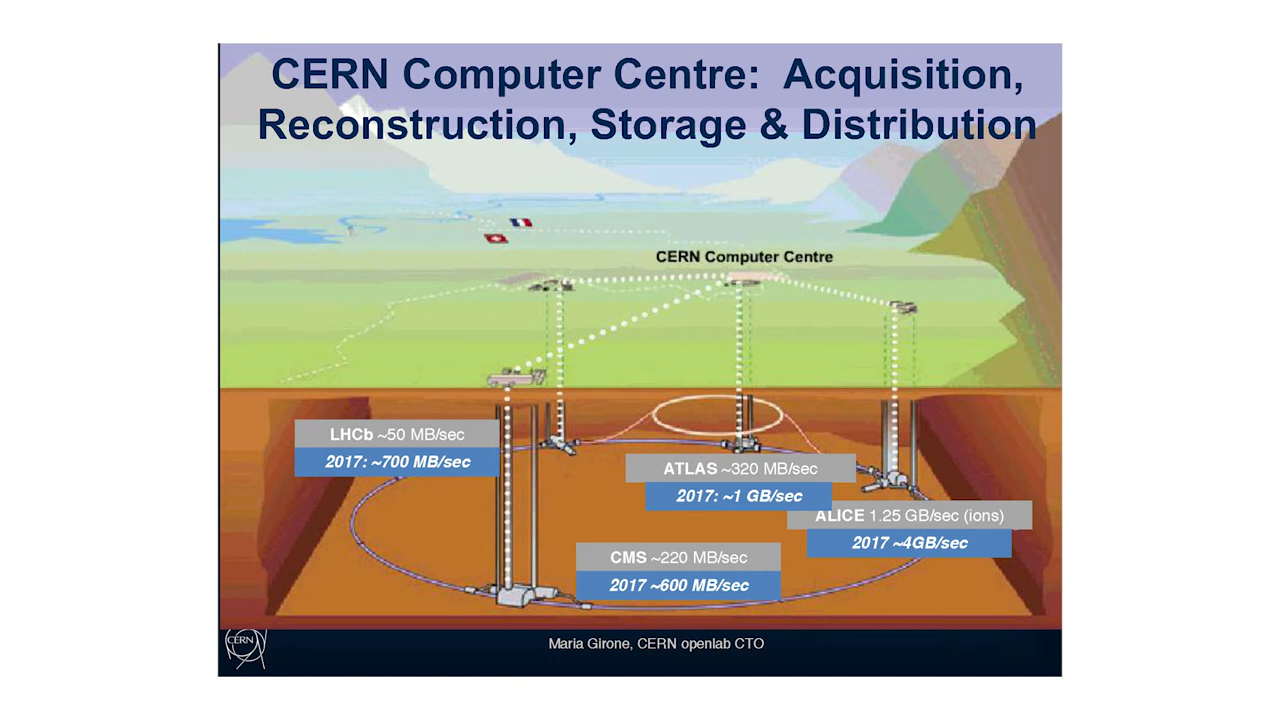 CERN Computer Centre: Acquisition,
Reconstruction, Storage & Distribution
CERN Computer Centre
LHCb ~50 MB/sec
2017: ~700 MB/sec
ATLAS ~320 MB/sec
2017: ~1 GB/sec
ALICE 1.25 GB/sec (ions)
2017 ~4GB/sec
CMS ~220 MB/sec
2017 ~600 MB/sec
CERN
Maria Girone, CERN openlab CTO